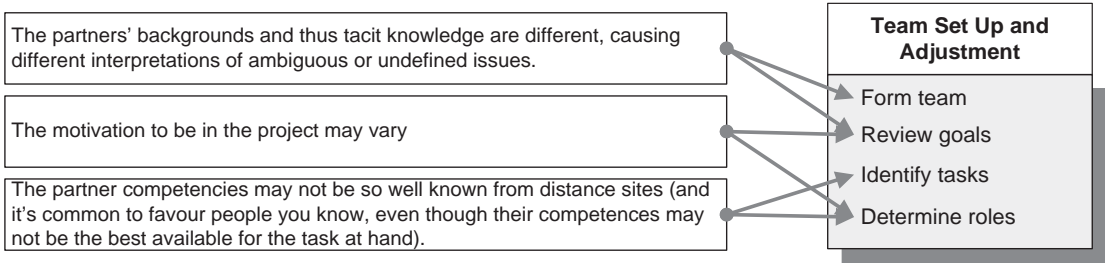 The partners’ backgrounds and thus tacit knowledge are different, causing
different interpretations of ambiguous or undefined issues.
The motivation to be in the project may vary
The partner competencies may not be so well known from distance sites (and
it’s common to favour people you know, even though their competences may
not be the best available for the task at hand).
Team Set Up and
Adjustment
Form team
Review goals
Identify tasks
Determine roles